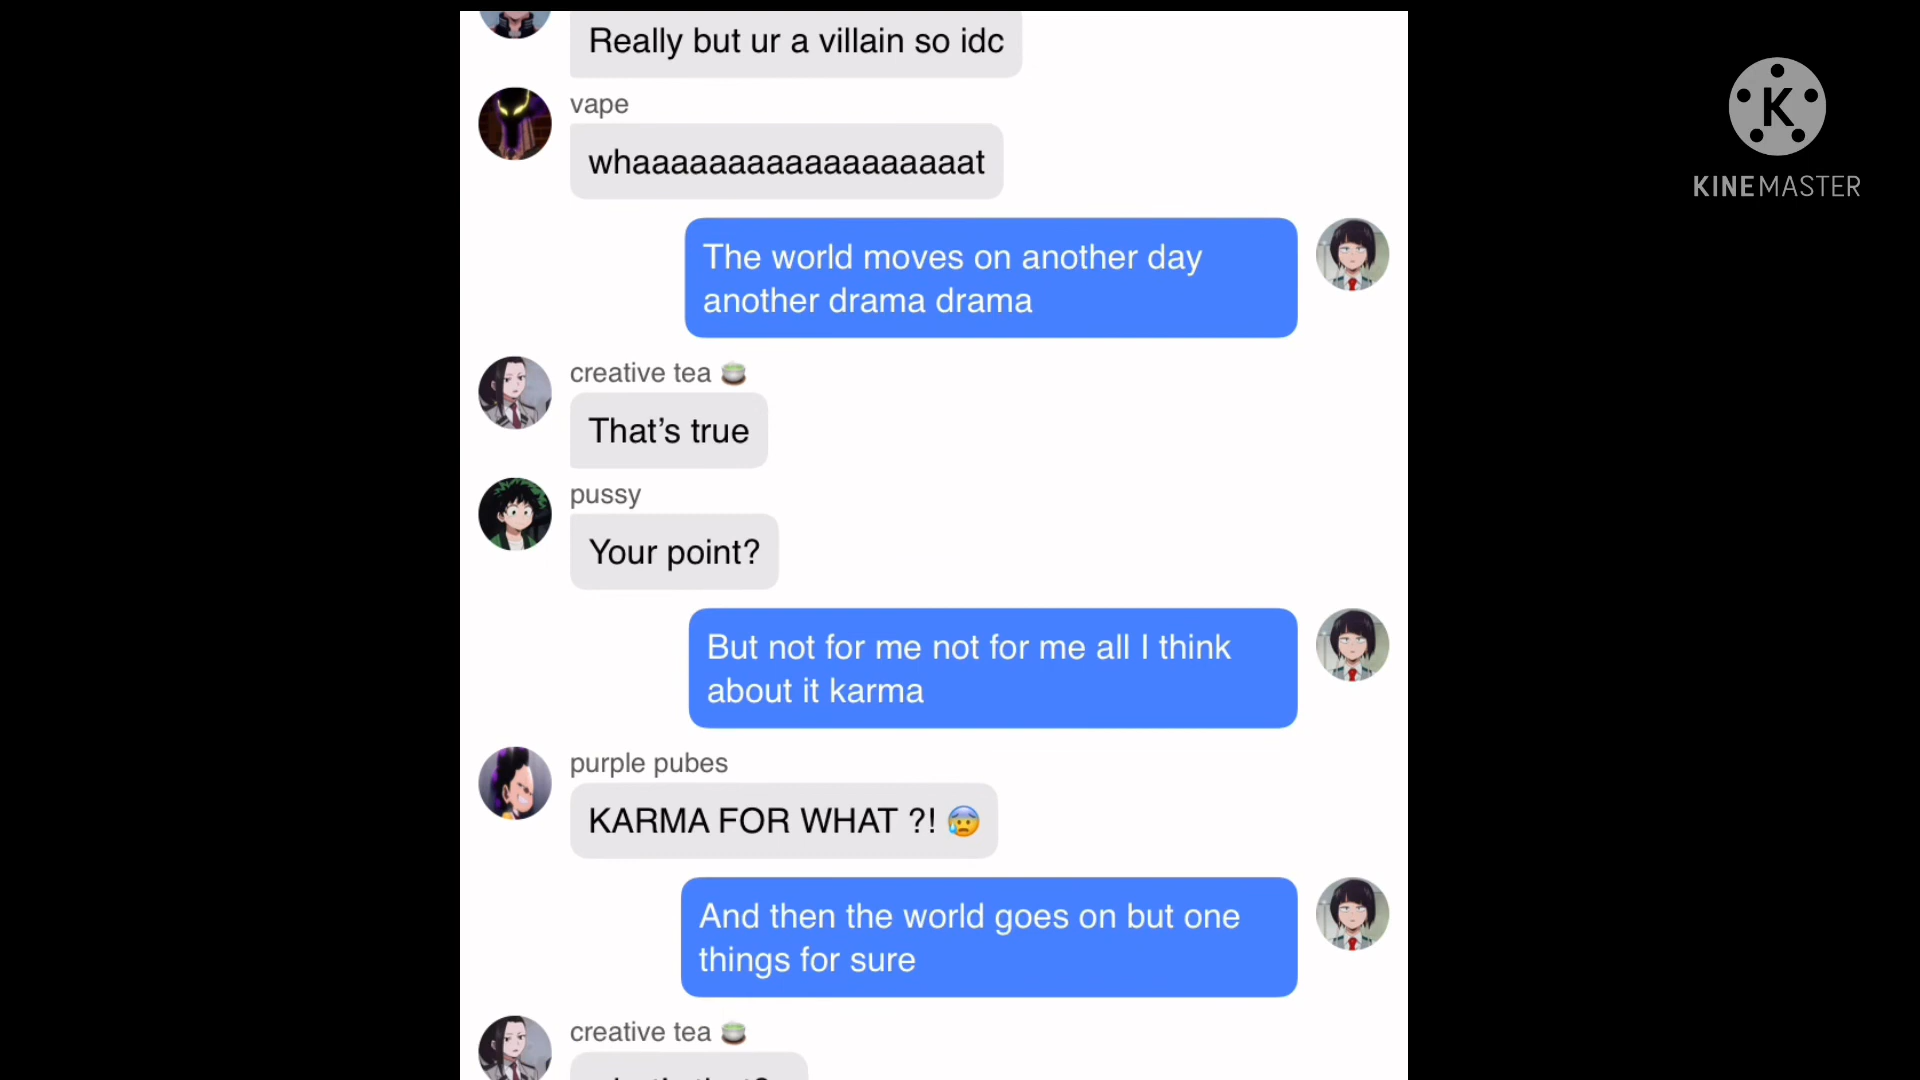 Really but ur a villain so idc
vape
whaaaaaaaaaaaaaaaaat
The world moves on another day
another drama drama
creative tea 🍵
That’s true
pussy
Your point?
But not for me not for me all I think
about it karma
purple pubes
KARMA FOR WHAT ?! 😰
And then the world goes on but one
things for sure
creative tea 🍵
K
KINEMASTER